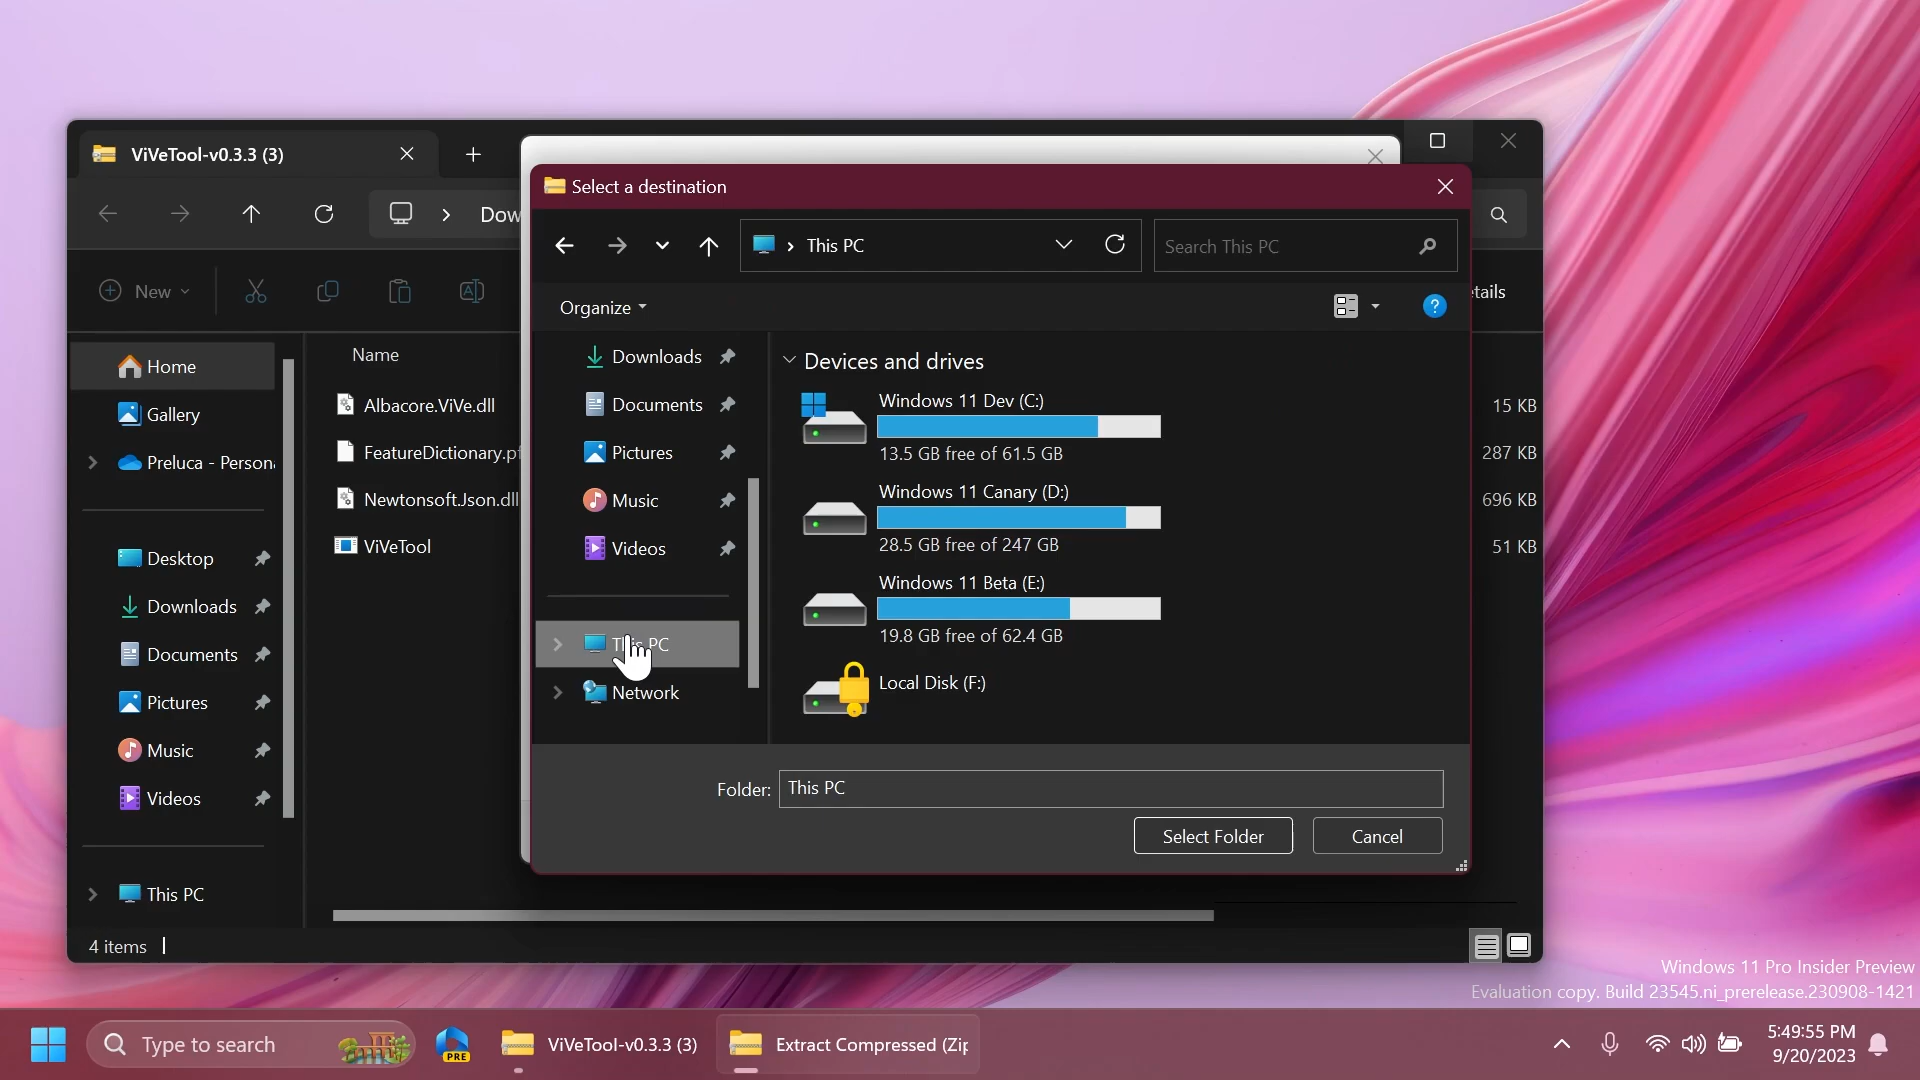 ViVeTool-v0.3.3 (3)
Dow
New
etails
Home
Gallery
Preluca - Persona
Desktop
Downloads
Documents
Pictures
Music
Videos
This PC
Name
Albacore.ViVe.dll
15 KB
FeatureDictionary.pf
287 KB
Newtonsoft.Json.dll
696 KB
ViVeTool
51 KB
4 items
Select a destination
This PC
Search This PC
Organize
?
Downloads
Documents
Pictures
Music
Videos
This PC
Network
Devices and drives
Windows 11 Dev (C:)
13.5 GB free of 61.5 GB
Windows 11 Canary (D:)
28.5 GB free of 247 GB
Windows 11 Beta (E:)
19.8 GB free of 62.4 GB
Local Disk (F:)
Folder: This PC
Select Folder
Cancel
Windows 11 Pro Insider Preview
Evaluation copy. Build 23545.ni_prerelease.230908-1421
Type to search
PRE
ViVeTool-v0.3.3 (3)
Extract Compressed (Zip
5:49:55 PM
9/20/2023